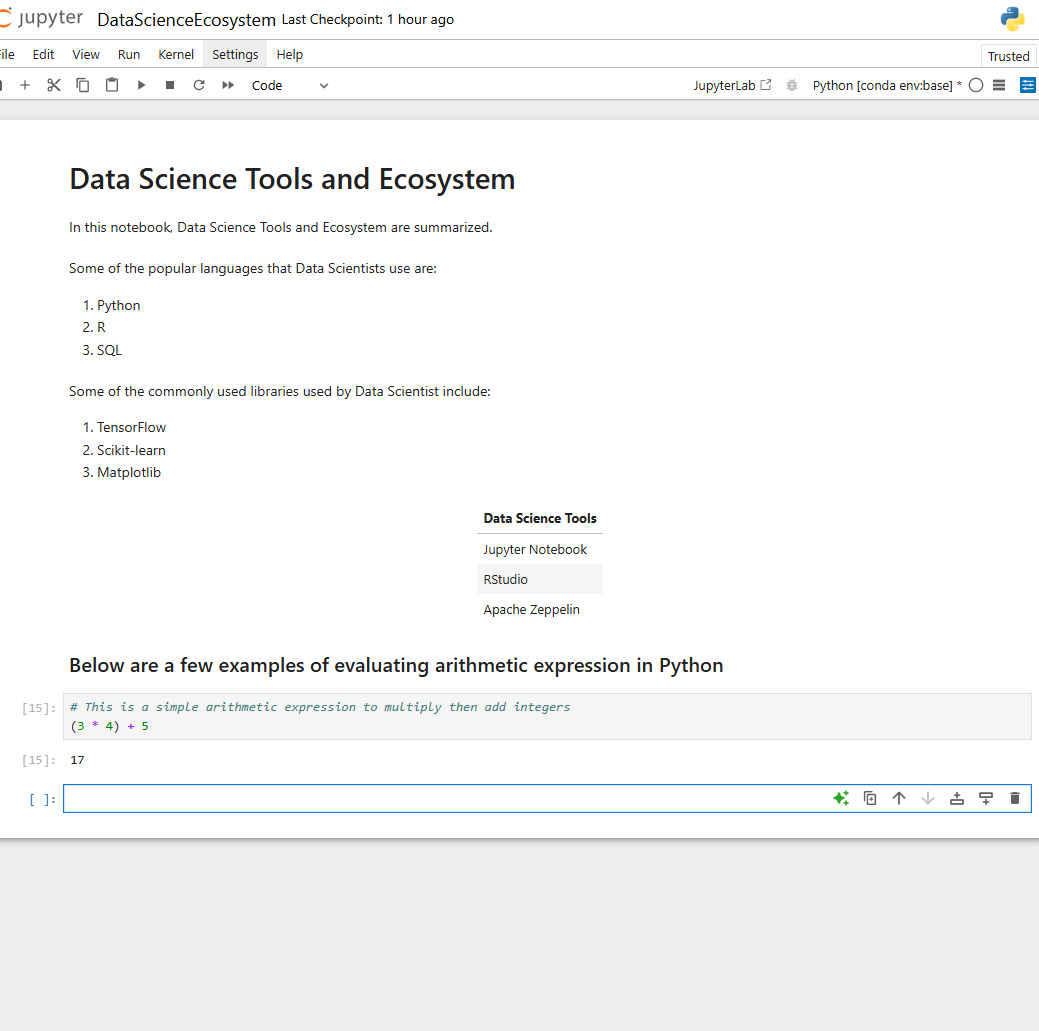 jupyter DataScienceEcosystem Last Checkpoint: 1 hour ago
ile Edit View Run Kernel Settings Help
Trusted
Code JupyterLab Python [conda env:base] *
Data Science Tools and Ecosystem
In this notebook, Data Science Tools and Ecosystem are summarized.
Some of the popular languages that Data Scientists use are:
1. Python
2. R
3. SQL
Some of the commonly used libraries used by Data Scientist include:
1. TensorFlow
2. Scikit-learn
3. Matplotlib
Data Science Tools
Jupyter Notebook
RStudio
Apache Zeppelin
Below are a few examples of evaluating arithmetic expression in Python
[15]: # This is a simple arithmetic expression to multiply then add integers
(3 * 4) + 5
[15]: 17
[ ]: